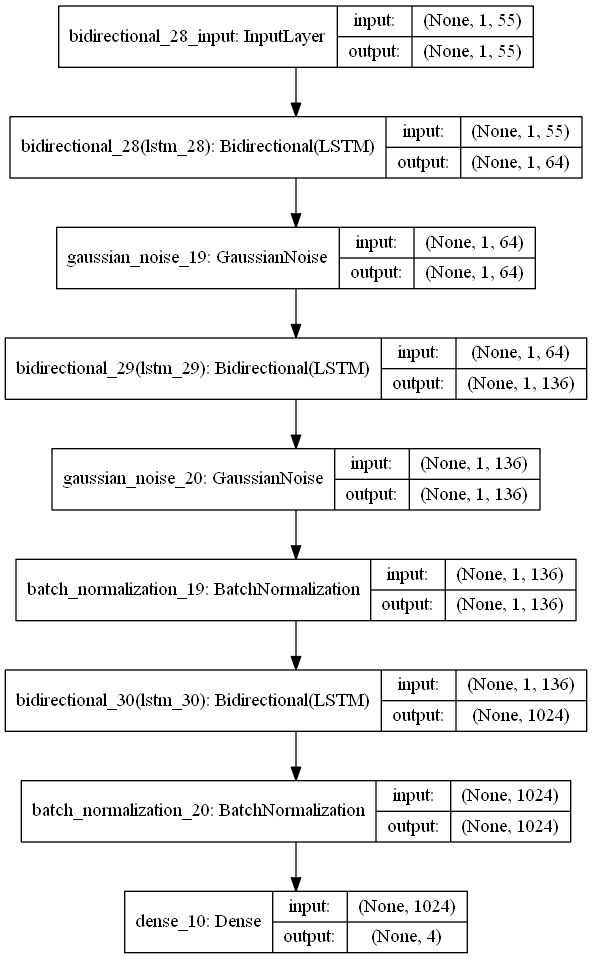 bidirectional_28_input: InputLayer
input: (None, 1, 55)
output: (None, 1, 55)
bidirectional_28(lstm_28): Bidirectional(LSTM)
input: (None, 1, 55)
output: (None, 1, 64)
gaussian_noise_19: GaussianNoise
input: (None, 1, 64)
output: (None, 1, 64)
bidirectional_29(lstm_29): Bidirectional(LSTM)
input: (None, 1, 64)
output: (None, 1, 136)
gaussian_noise_20: GaussianNoise
input: (None, 1, 136)
output: (None, 1, 136)
batch_normalization_19: BatchNormalization
input: (None, 1, 136)
output: (None, 1, 136)
bidirectional_30(lstm_30): Bidirectional(LSTM)
input: (None, 1, 136)
output: (None, 1024)
batch_normalization_20: BatchNormalization
input: (None, 1024)
output: (None, 1024)
dense_10: Dense
input: (None, 1024)
output: (None, 4)